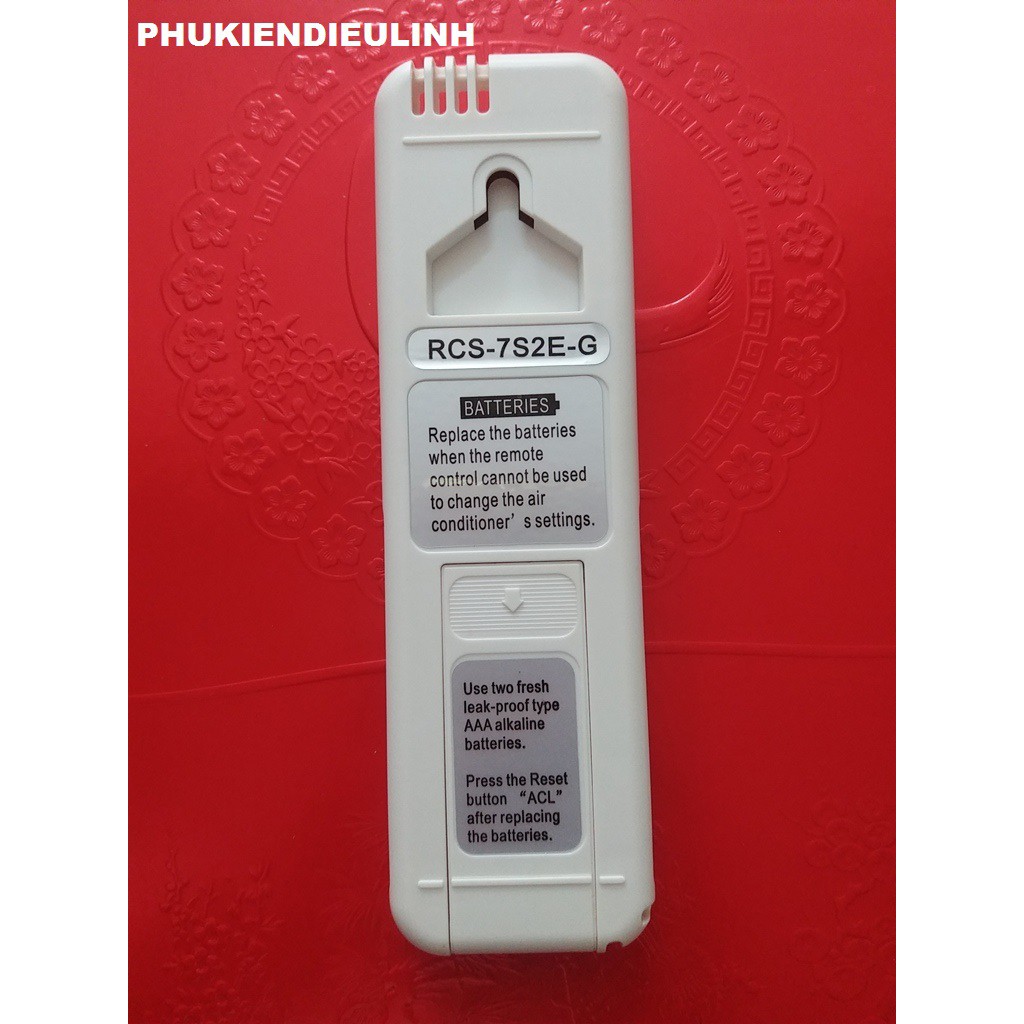 PHUKIENDIEULINH
RCS-7S2E-G
BATTERIES
Replace the batteries
when the remote
control cannot be used
to change the air
conditioner’ s settings.
Use two fresh
leak-proof type
AAA alkaline
batteries.
Press the Reset
button “ACL”
after replacing
the batteries.